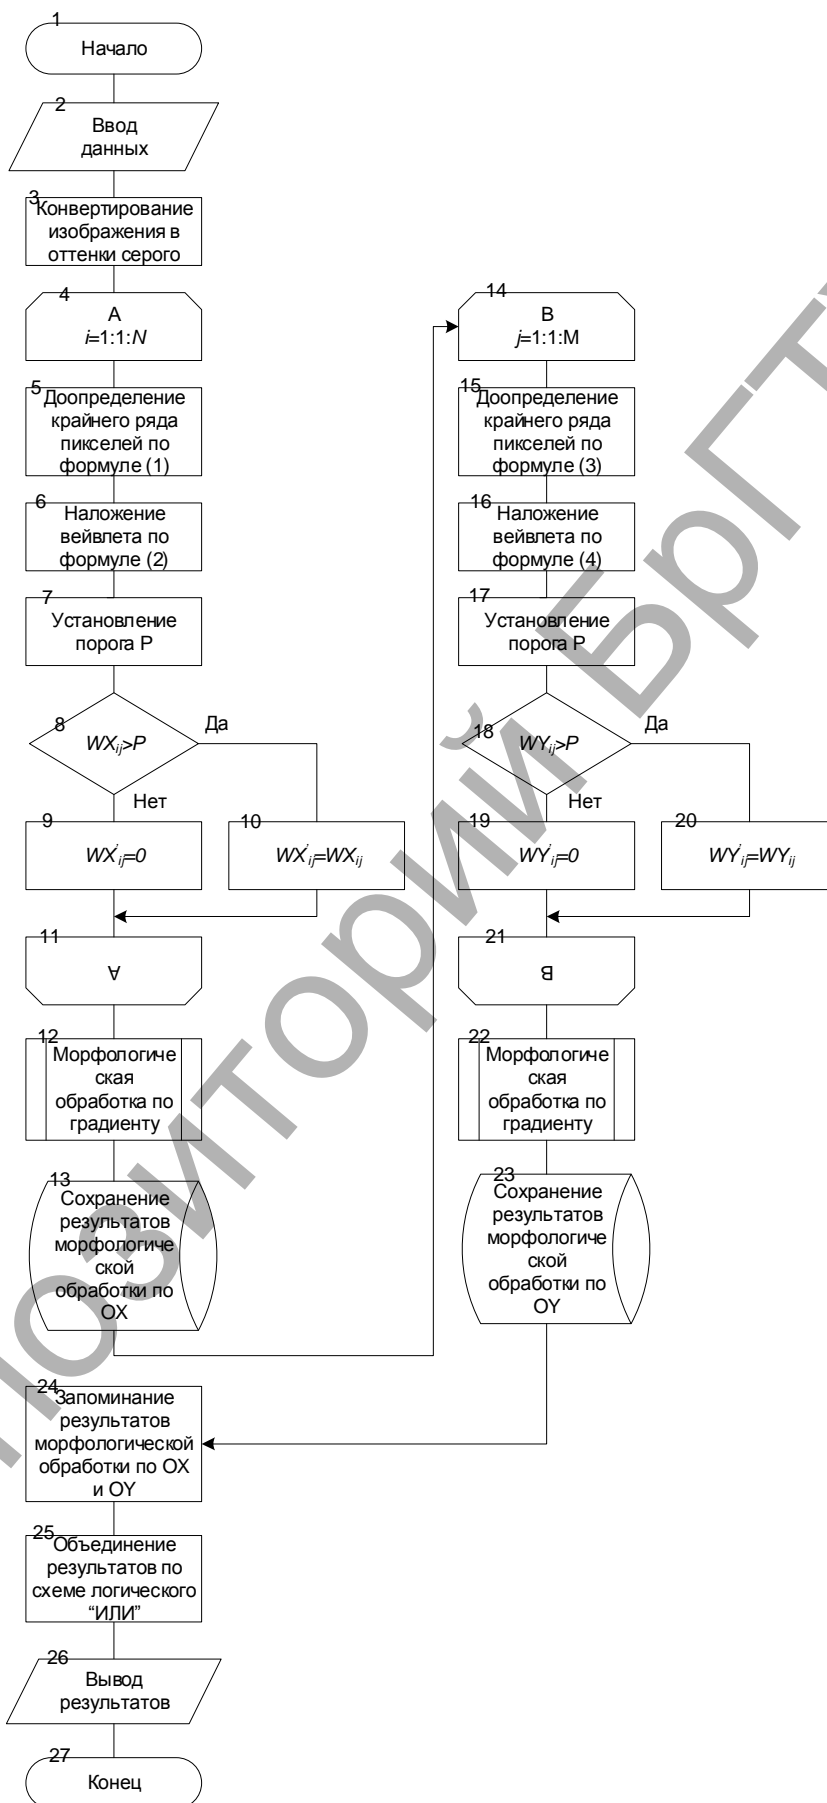 1
Начало
2
Ввод
данных
3
Конвертирование
изображения в
оттенки серого
4
A
i=1:1:N
5
Доопределение
крайнего ряда
пикселей по
формуле (1)
6
Наложение
вейвлета по
формуле (2)
7
Установление
порога P
8
WXij>P
Да
Нет
9
WX'ij=0
10
WX'ij=WXij
11
A
12
Морфологиче
ская
обработка по
градиенту
13
Сохранение
результатов
морфологиче
ской
обработки по
OX
14
B
j=1:1:M
15
Доопределение
крайнего ряда
пикселей по
формуле (3)
16
Наложение
вейвлета по
формуле (4)
17
Установление
порога P
18
WYij>P
Да
Нет
19
WY'ij=0
20
WY'ij=WYij
21
B
22
Морфологиче
ская
обработка по
градиенту
23
Сохранение
результатов
морфологиче
ской
обработки по
OY
24
Запоминание
результатов
морфологической
обработки по OX
и OY
25
Объединение
результатов по
схеме логического
“ИЛИ”
26
Вывод
результатов
27
Конец